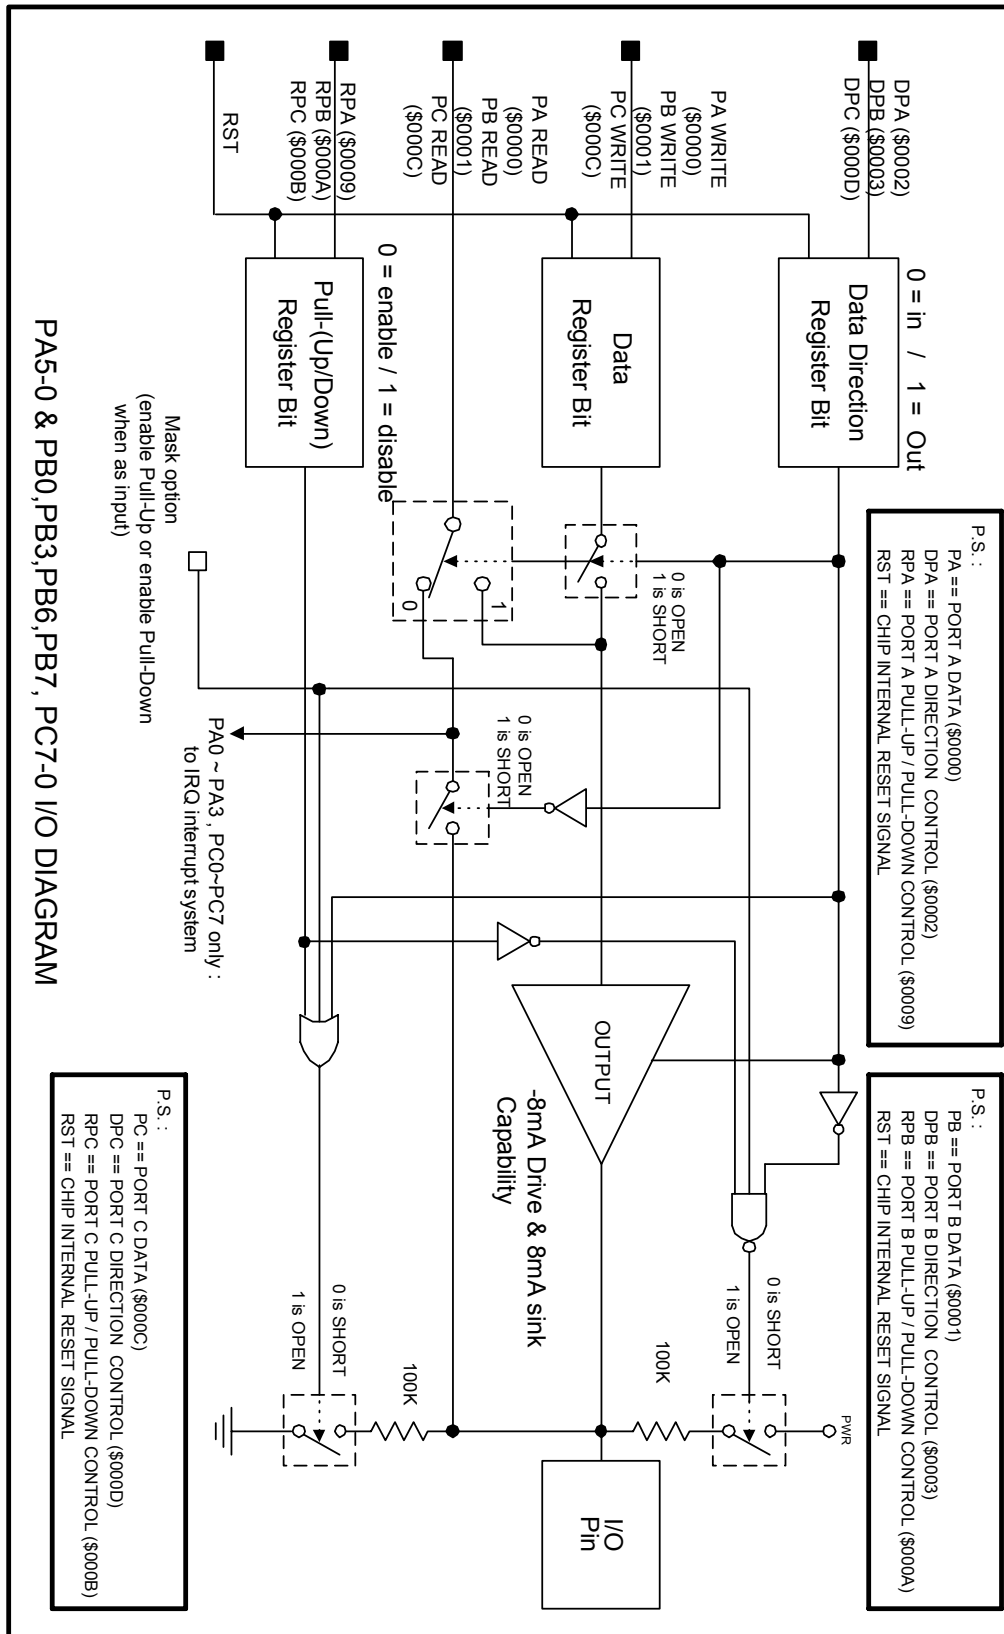 DPA ($0002)
DPB ($0003)
DPC ($000D)
PA WRITE
($0000)
PB WRITE
($0001)
PC WRITE
($000C)
PA READ
($0000)
PB READ
($0001)
PC READ
($000C)
RPA ($0009)
RPB ($000A)
RPC ($000B)
RST
0 = in / 1 = Out
Data Direction
Register Bit
Data
Register Bit
0 = enable / 1 = disable
Pull-(Up/Down)
Register Bit
Mask option
(enable Pull-Up or enable Pull-Down
when as input)
0 is OPEN
1 is SHORT
1
0
0 is OPEN
1 is SHORT
PA0 ~ PA3 , PC0~PC7 only :
to IRQ interrupt system
OUTPUT
-8mA Drive & 8mA sink
Capability
0 is SHORT
1 is OPEN
100K
PWR
0 is SHORT
1 is OPEN
100K
I/O
Pin
P.S. :
PA == PORT A DATA ($0000)
DPA == PORT A DIRECTION CONTROL ($0002)
RPA == PORT A PULL-UP / PULL-DOWN CONTROL ($0009)
RST == CHIP INTERNAL RESET SIGNAL
P.S. :
PB == PORT B DATA ($0001)
DPB == PORT B DIRECTION CONTROL ($0003)
RPB == PORT B PULL-UP / PULL-DOWN CONTROL ($000A)
RST == CHIP INTERNAL RESET SIGNAL
P.S. :
PC == PORT C DATA ($000C)
DPC == PORT C DIRECTION CONTROL ($000D)
RPC == PORT C PULL-UP / PULL-DOWN CONTROL ($000B)
RST == CHIP INTERNAL RESET SIGNAL
PA5-0 & PB0,PB3,PB6,PB7, PC7-0 I/O DIAGRAM